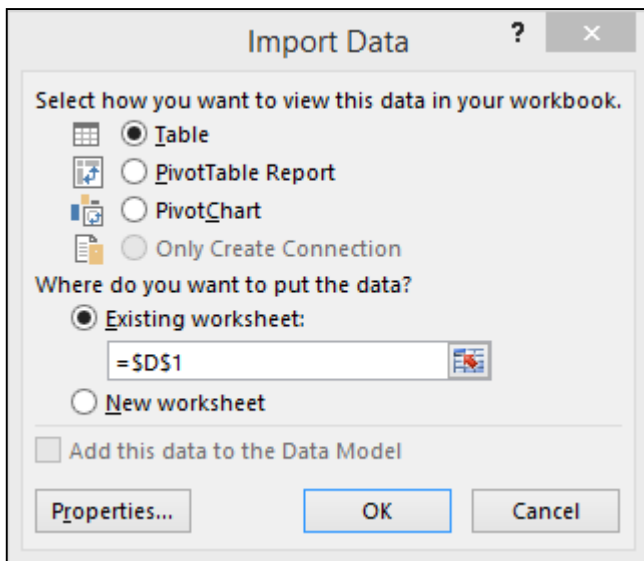 Import Data
?
×
Select how you want to view this data in your workbook.
Table
PivotTable Report
PivotChart
Only Create Connection
Where do you want to put the data?
Existing worksheet:
=$D$1
New worksheet
Add this data to the Data Model
Properties...
OK
Cancel